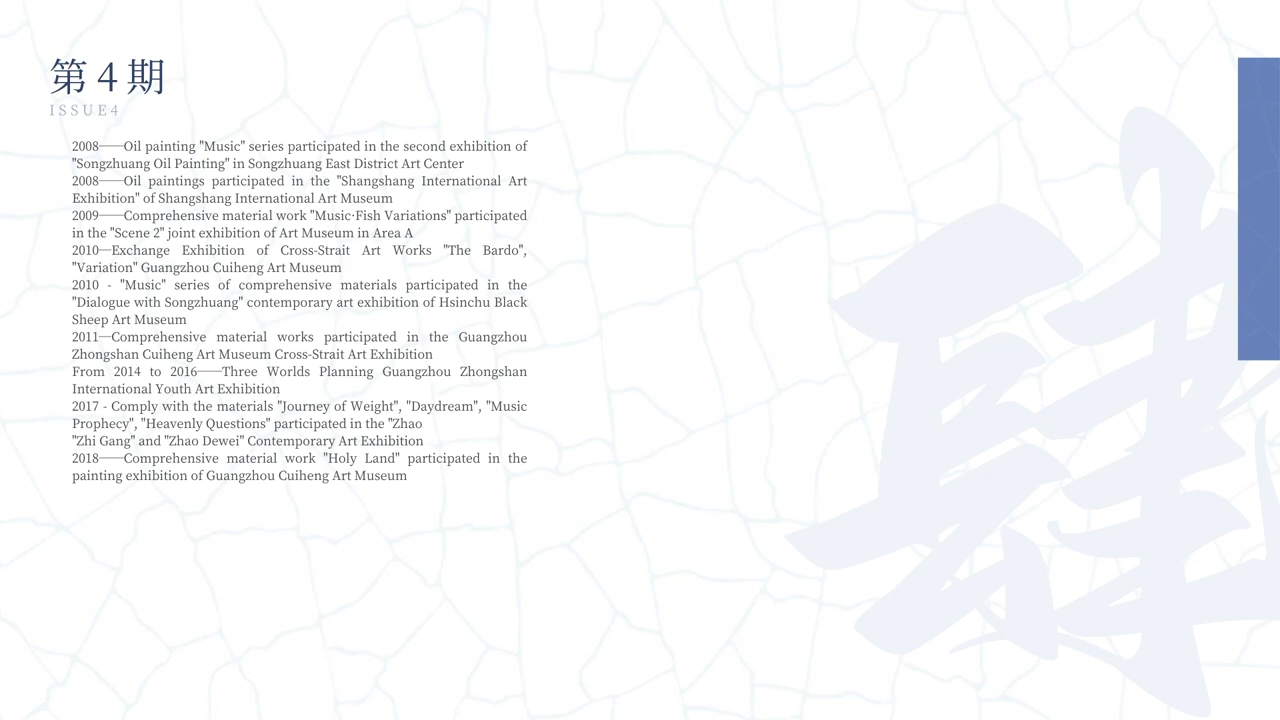 第4期
ISSUE4
2008——Oil painting "Music" series participated in the second exhibition of
"Songzhuang Oil Painting" in Songzhuang East District Art Center
2008——Oil paintings participated in the "Shangshang International Art
Exhibition" of Shangshang International Art Museum
2009——Comprehensive material work "Music·Fish Variations" participated
in the "Scene 2" joint exhibition of Art Museum in Area A
2010—Exchange Exhibition of Cross-Strait Art Works "The Bardo",
"Variation" Guangzhou Cuiheng Art Museum
2010 - "Music" series of comprehensive materials participated in the
"Dialogue with Songzhuang" contemporary art exhibition of Hsinchu Black
Sheep Art Museum
2011—Comprehensive material works participated in the Guangzhou
Zhongshan Cuiheng Art Museum Cross-Strait Art Exhibition
From 2014 to 2016——Three Worlds Planning Guangzhou Zhongshan
International Youth Art Exhibition
2017 - Comply with the materials "Journey of Weight", "Daydream", "Music
Prophecy", "Heavenly Questions" participated in the "Zhao
"Zhi Gang" and "Zhao Dewei" Contemporary Art Exhibition
2018——Comprehensive material work "Holy Land" participated in the
painting exhibition of Guangzhou Cuiheng Art Museum
肆